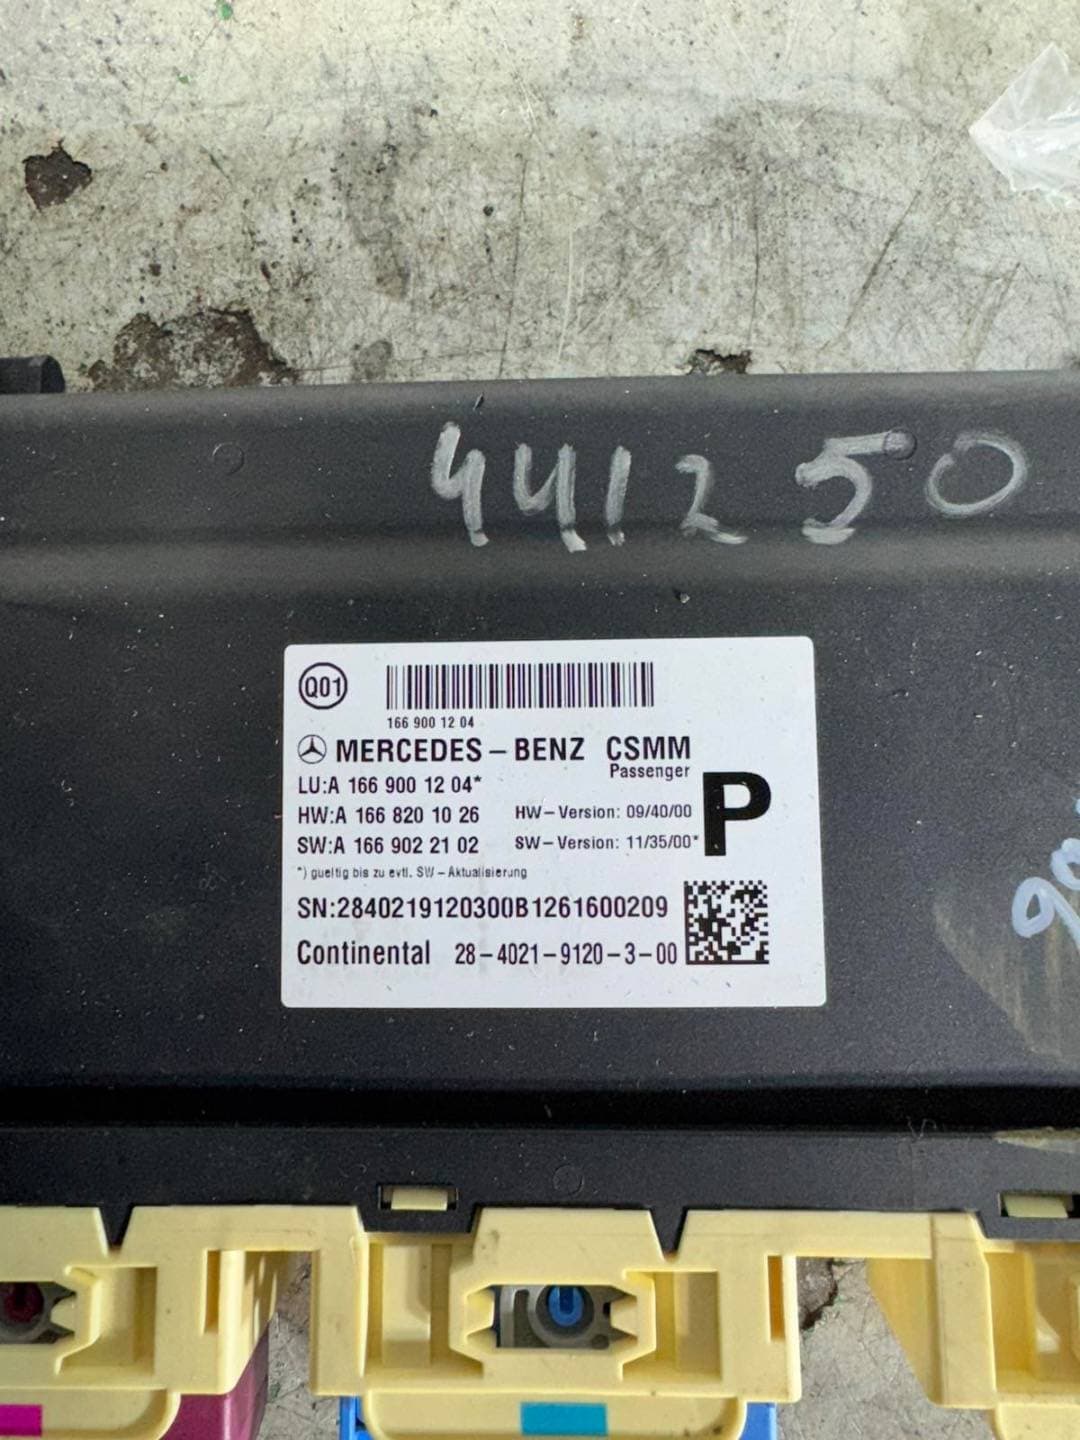 441250
Q01
166 900 12 04
MERCEDES-BENZ CSMM
Passenger
P
LU:A 166 900 12 04*
HW:A 166 820 10 26 HW-Version: 09/40/00
SW:A 166 902 21 02 SW-Version: 11/35/00*
*) gueltig bis zu evtl. SW-Aktualisierung
SN:2840219120300B1261600209
Continental 28-4021-9120-3-00